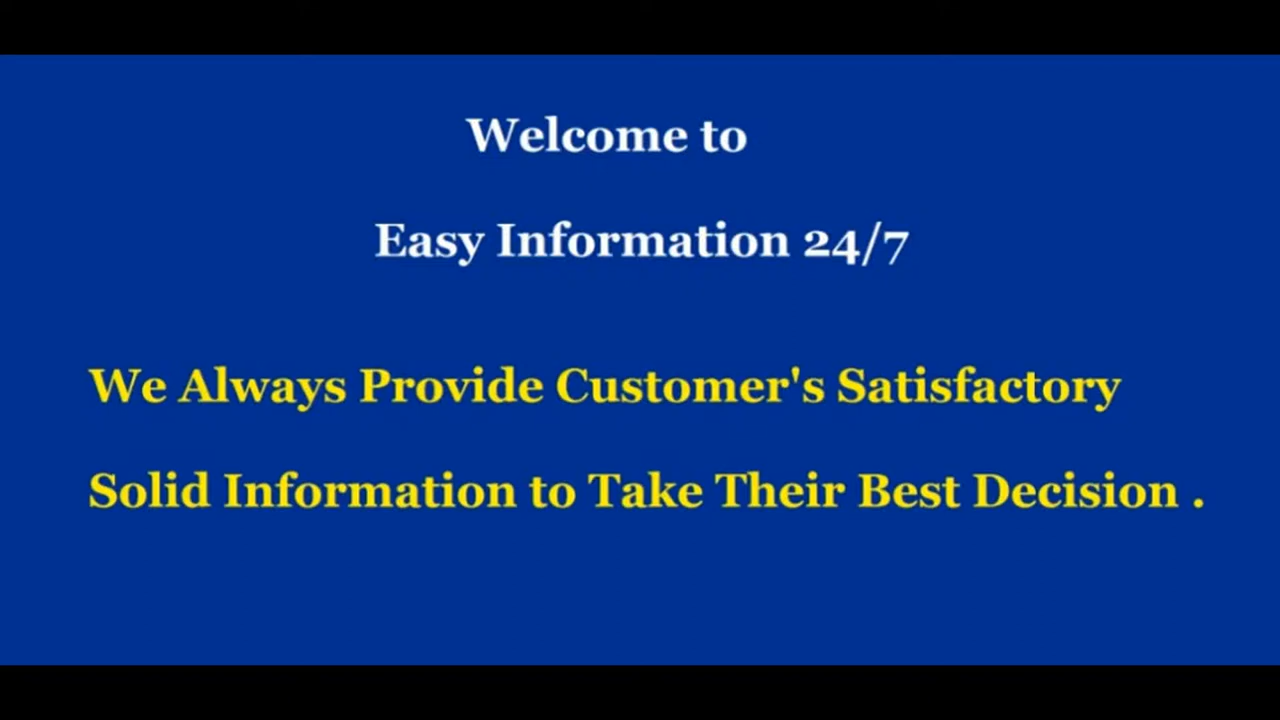 Welcome to
Easy Information 24/7
We Always Provide Customer's Satisfactory
Solid Information to Take Their Best Decision .